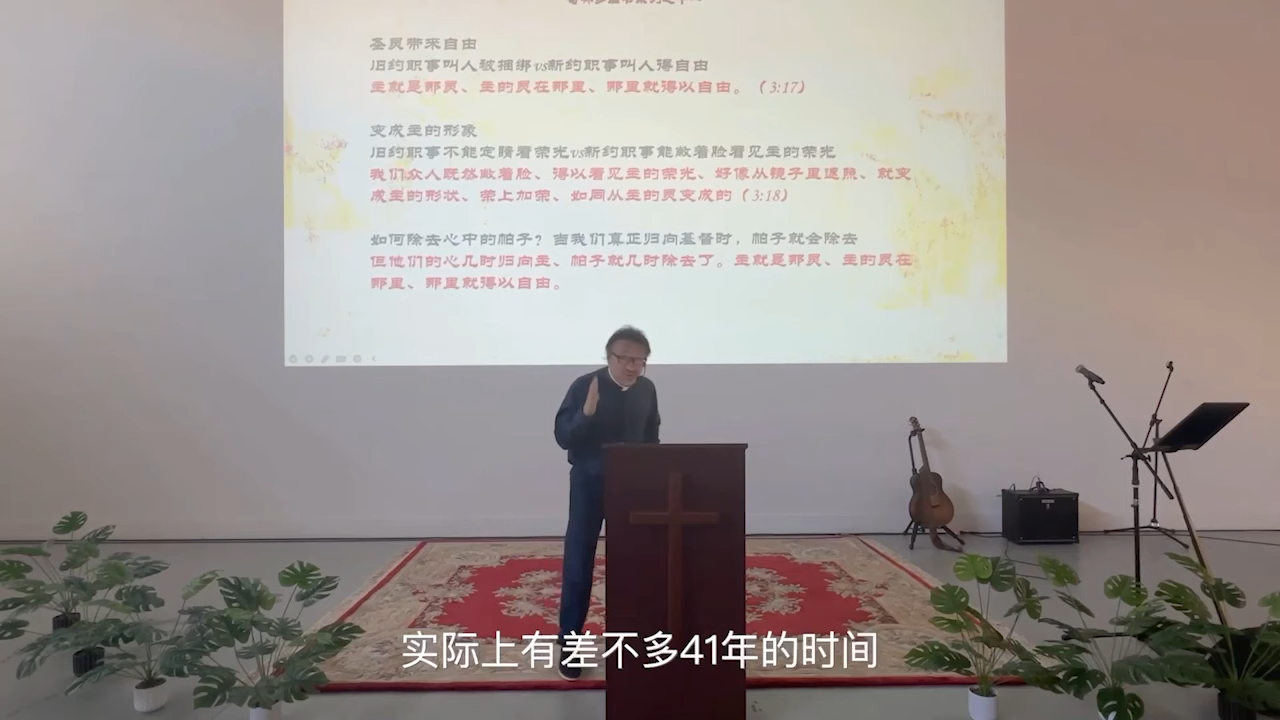 圣灵带来自由
旧约职事叫人被捆绑vs新约职事叫人得自由
主就是那灵、主的灵在那里、那里就得以自由。（3:17）
变成主的形象
旧约职事不能定睛看荣光vs新约职事能敞着脸看见主的荣光
我们众人既然敞着脸、得以看见主的荣光、好像从镜子里返照、就变
成主的形状、荣上加荣、如同从主的灵变成的（3:18）
如何除去心中的帕子？当我们真正归向基督时，帕子就会除去
但他们的心几时归向主、帕子就几时除去了。主就是那灵、主的灵在
那里、那里就得以自由。
实际上有差不多41年的时间